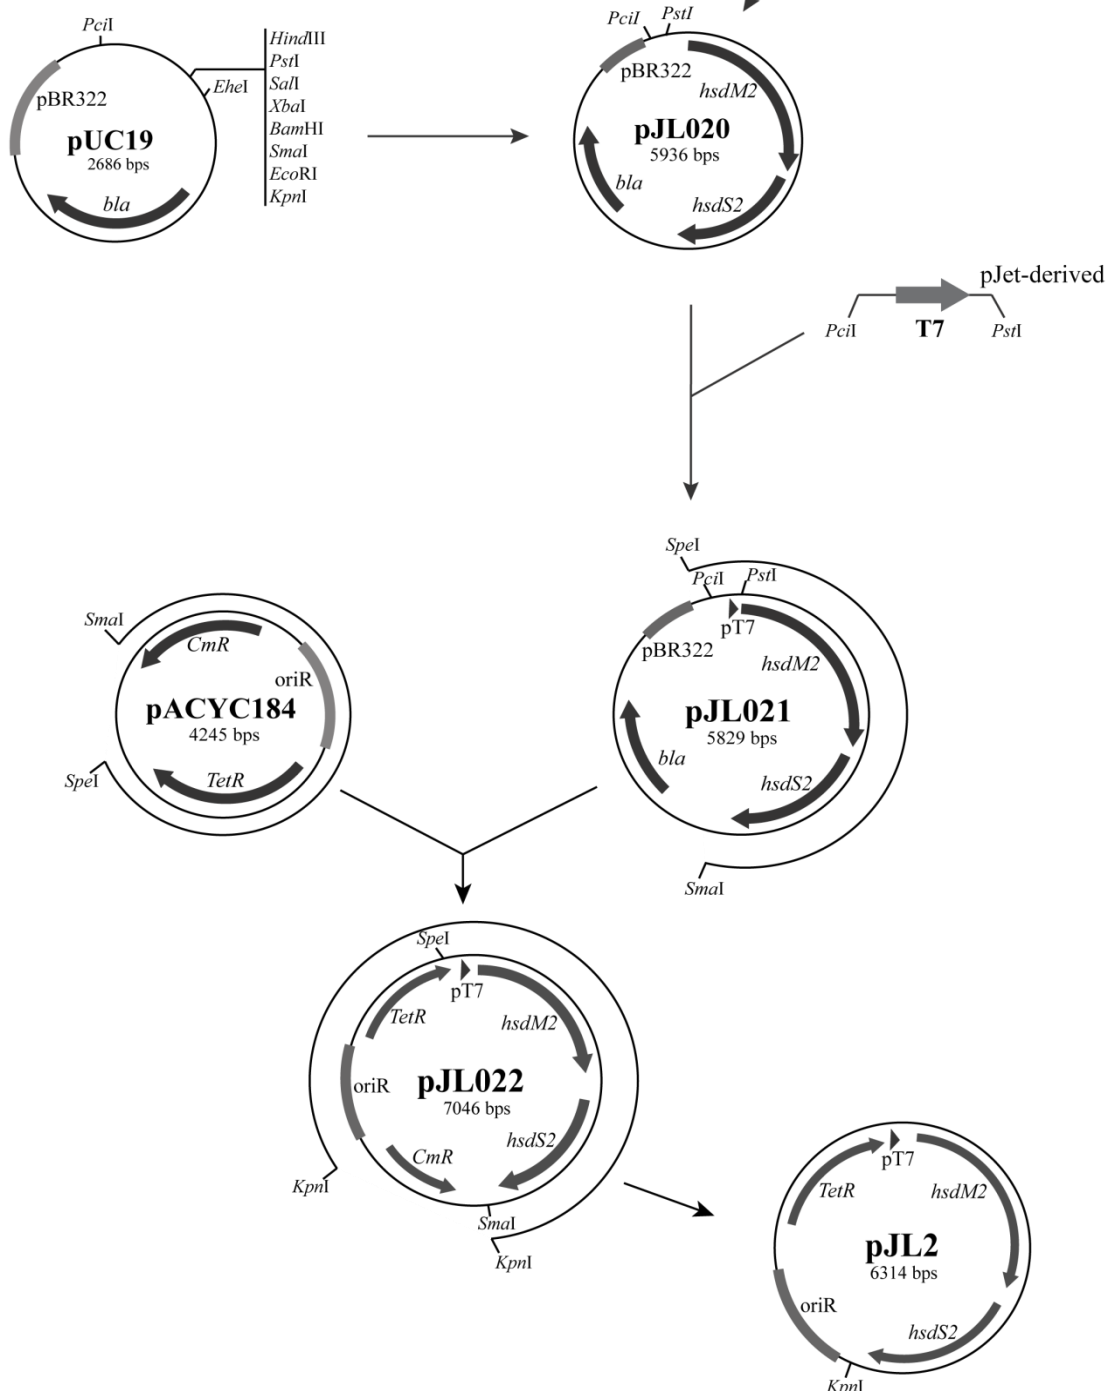 PciI
HindIII
PstI
SalI
XbaI
BamHI
SmaI
EcoRI
KpnI
EheI
pBR322
pUC19
2686 bps
bla
PciI
PstI
pBR322
hsdM2
pJL020
5936 bps
bla
hsdS2
pJet-derived
PciI
T7
PstI
SpeI
PciI
PstI
pT7
pBR322
hsdM2
pJL021
5829 bps
bla
hsdS2
SmaI
SmaI
CmR
oriR
pACYC184
4245 bps
SpeI
TetR
SpeI
pT7
TetR
hsdM2
oriR
pJL022
7046 bps
hsdS2
CmR
KpnI
SmaI
KpnI
pT7
TetR
hsdM2
pJL2
6314 bps
oriR
hsdS2
KpnI